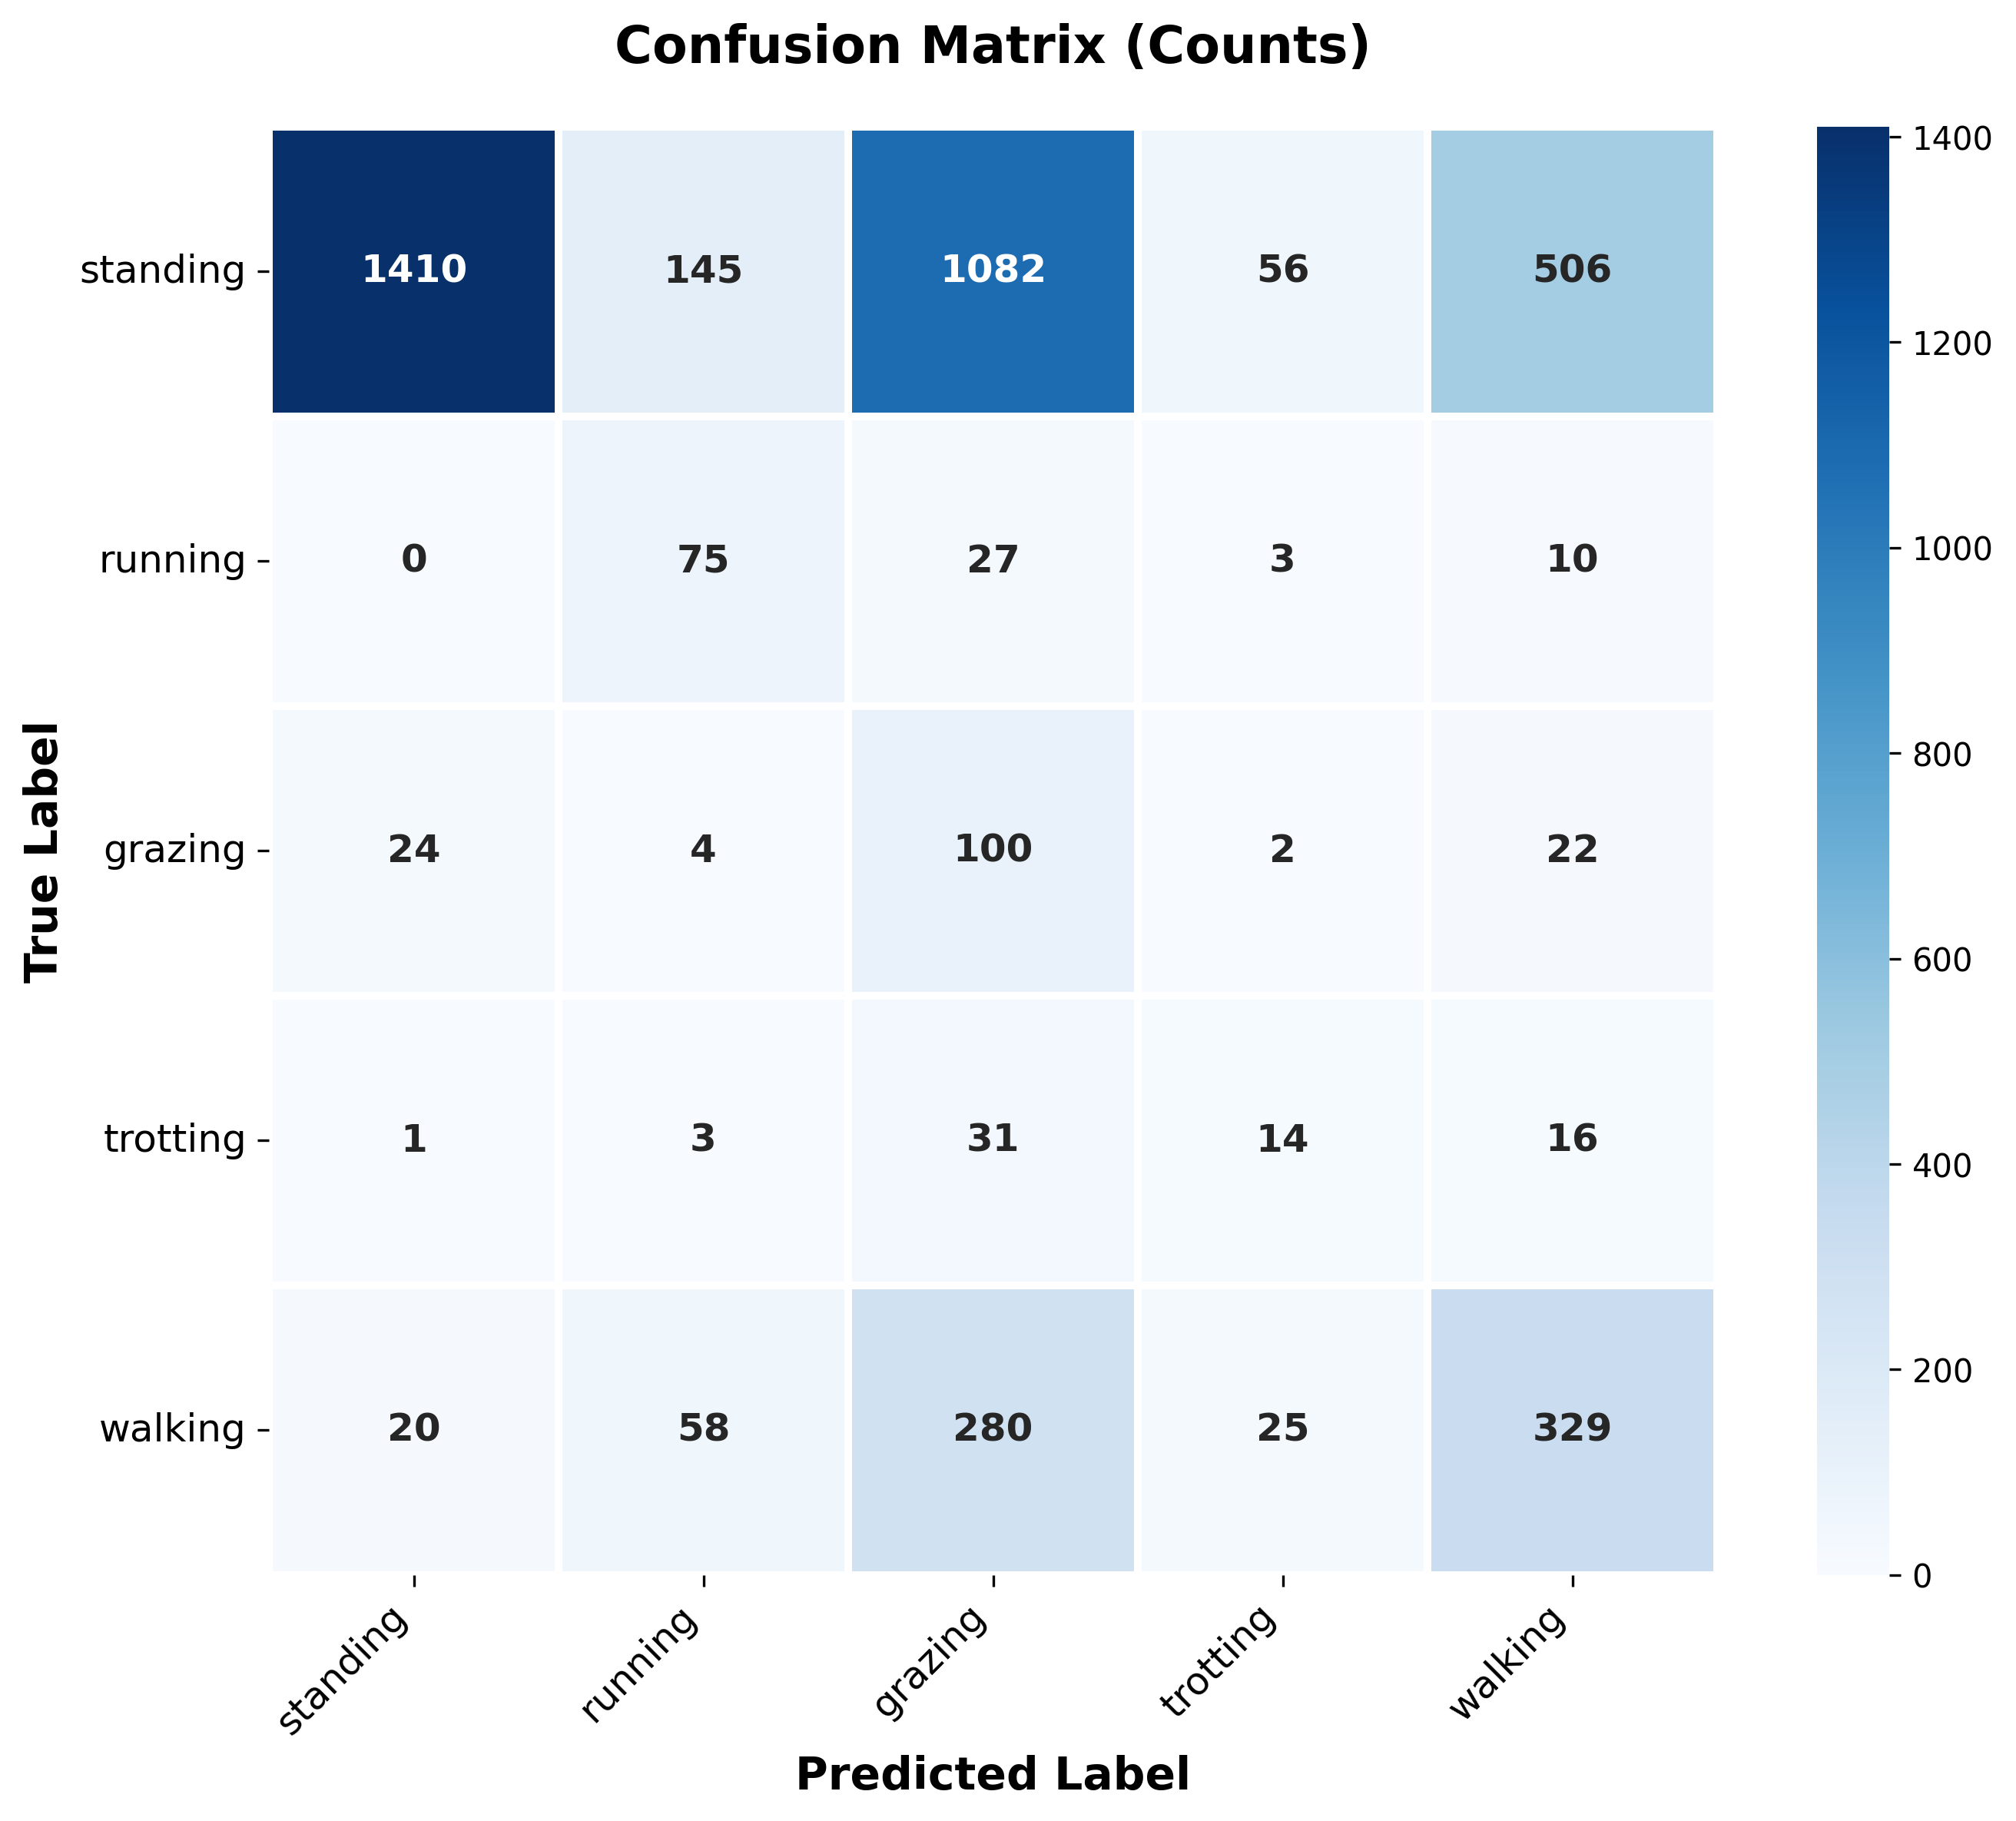 Confusion Matrix (Counts)
standing 1410 145 1082 56 506
running 0 75 27 3 10
grazing 24 4 100 2 22
trotting 1 3 31 14 16
walking 20 58 280 25 329
standing running grazing trotting walking
Predicted Label
True Label
1400
1200
1000
800
600
400
200
0